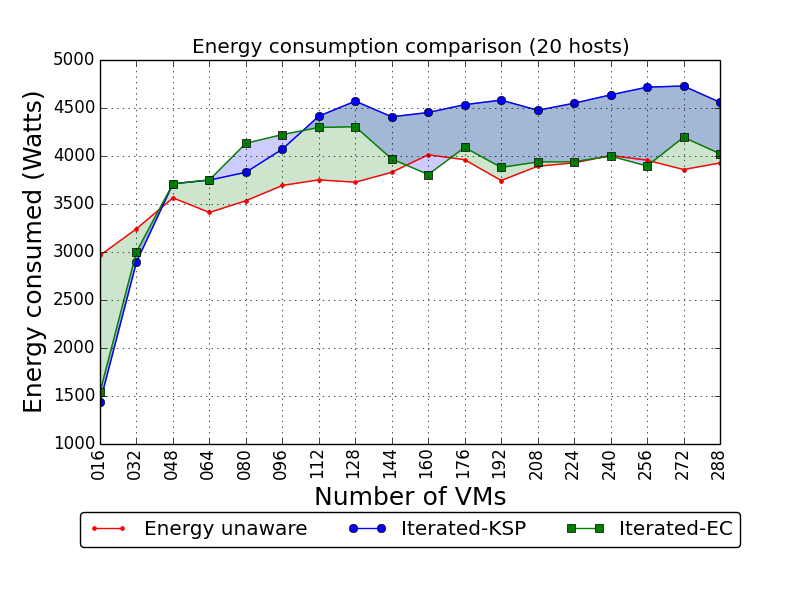 Energy consumption comparison (20 hosts)
5000
4500
4000
3500
3000
2500
2000
1500
1000
Energy consumed (Watts)
016 032 048 064 080 096 112 128 144 160 176 192 208 224 240 256 272 288
Number of VMs
Energy unaware Iterated-KSP Iterated-EC